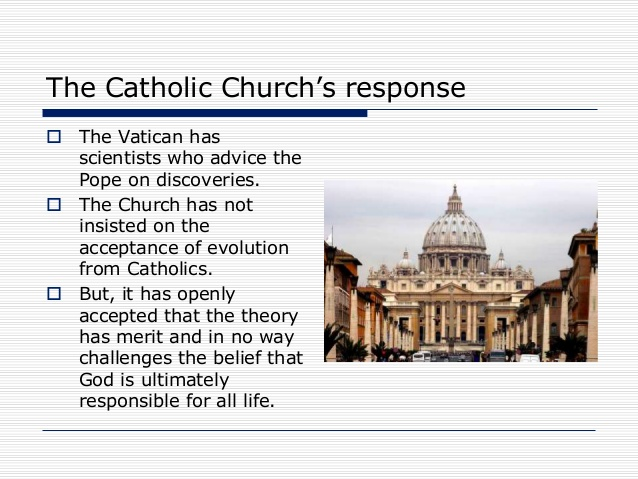 The Catholic Church’s response
The Vatican has
scientists who advice the
Pope on discoveries.
The Church has not
insisted on the
acceptance of evolution
from Catholics.
But, it has openly
accepted that the theory
has merit and in no way
challenges the belief that
God is ultimately
responsible for all life.